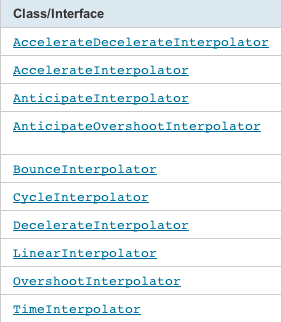 Class/Interface
AccelerateDecelerateInterpolator
AccelerateInterpolator
AnticipateInterpolator
AnticipateOvershootInterpolator
BounceInterpolator
CycleInterpolator
DecelerateInterpolator
LinearInterpolator
OvershootInterpolator
TimeInterpolator